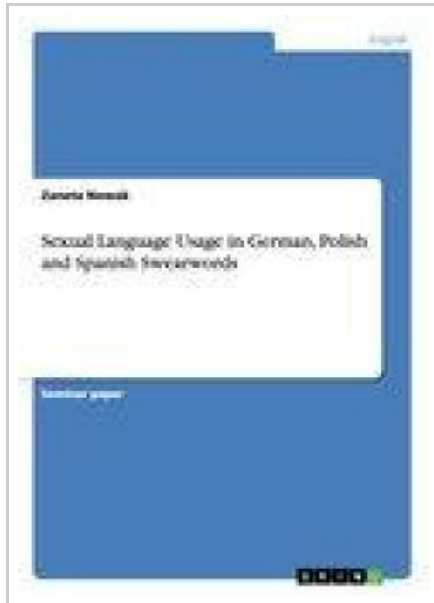 English
Zaneta Nowak
Sexual Language Usage in German, Polish
and Spanish Swearwords
Seminar paper